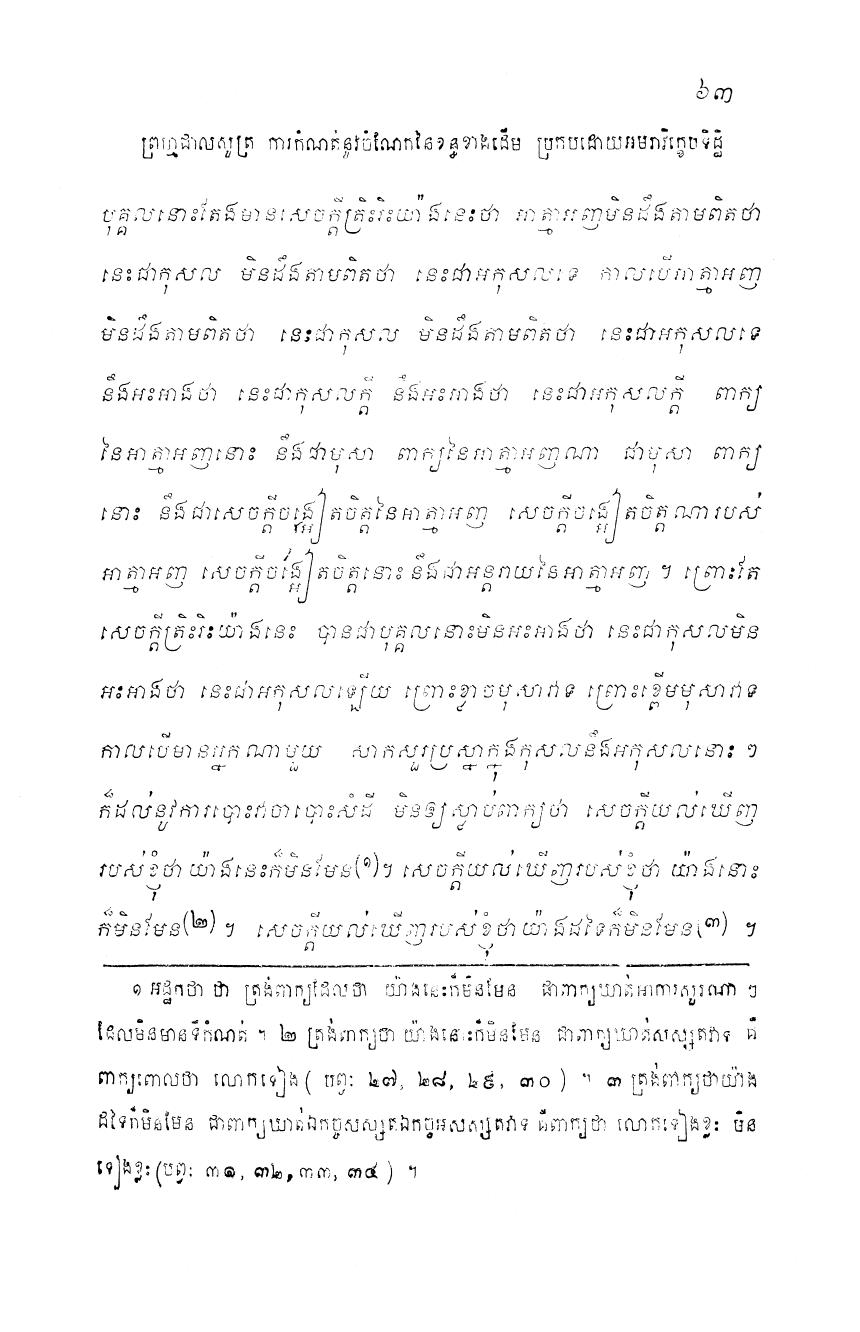 ៦៣
ព្រហ្មជាលសូត្រ ការកំណត់នូវចំណែកនៃខន្ធខាងដើម ប្រកបដោយអមរាវិក្ខេបទិដ្ឋិ
បុគ្គលនោះតែងមានសេចក្តីត្រិះរិះយ៉ាងនេះថា អាត្មាអញមិនដឹងតាមពិតថា
នេះជាកុសល មិនដឹងតាមពិតថា នេះជាអកុសលទេ កាលបើអាត្មាអញ
មិនដឹងតាមពិតថា នេះជាកុសល មិនដឹងតាមពិតថា នេះជាអកុសលទេ
នឹងអះអាងថា នេះជាកុសលក្តី នឹងអះអាងថា នេះជាអកុសលក្តី ពាក្យ
នៃអាត្មាអញនោះ នឹងជាមុសា ពាក្យនៃអាត្មាអញណា ជាមុសា ពាក្យ
នោះ នឹងជាសេចក្តីចង្អៀតចិត្តនៃអាត្មាអញ សេចក្តីចង្អៀតចិត្តណារបស់
អាត្មាអញ សេចក្តីចង្អៀតចិត្តនោះ នឹងជាអន្តរាយនៃអាត្មាអញ ។ ព្រោះតែ
សេចក្តីត្រិះរិះយ៉ាងនេះ បានជាបុគ្គលនោះមិនអះអាងថា នេះជាកុសលមិន
អះអាងថា នេះជាអកុសលឡើយ ព្រោះខ្លាចមុសាវាទ ព្រោះខ្ពើមមុសាវាទ
កាលបើមានអ្នកណាមួយ សាកសួរប្រស្នាក្នុងកុសលនឹងអកុសលនោះ ៗ
ក៏ដល់នូវការបោះវាចាបោះសំដី មិនឲ្យស្លាប់ពាក្យថា សេចក្តីយល់ឃើញ
របស់ខ្ញុំថា យ៉ាងនេះក៏មិនមែន(១)។ សេចក្តីយល់ឃើញរបស់ខ្ញុំថា យ៉ាងនោះ
ក៏មិនមែន(២) ។ សេចក្តីយល់ឃើញរបស់ខ្ញុំថា យ៉ាងដទៃក៏មិនមែន(៣) ។
១ អដ្ឋកថា ថា ត្រង់ពាក្យដែលថា យ៉ាងនេះក៏មិនមែន ជាពាក្យឃាត់អាការសួរណា ៗ
ដែលមិនមានទីកំណត់ ។ ២ ត្រង់ពាក្យថា យ៉ាងនោះក៏មិនមែន ជាពាក្យឃាត់សស្សតវាទ គឺ
ពាក្យពោលថា លោកទៀង ( បព្វៈ ២៧, ២៨, ២៩, ៣០ ) ។ ៣ ត្រង់ពាក្យថាយ៉ាង
ដទៃក៏មិនមែន ជាពាក្យឃាត់ឯកច្ចសស្សតឯកច្ចអសស្សតវាទ គឺពាក្យថា លោកទៀងខ្លះ មិន
ទៀងខ្លះ (បព្វៈ ៣១, ៣២, ៣៣, ៣៤ ) ។